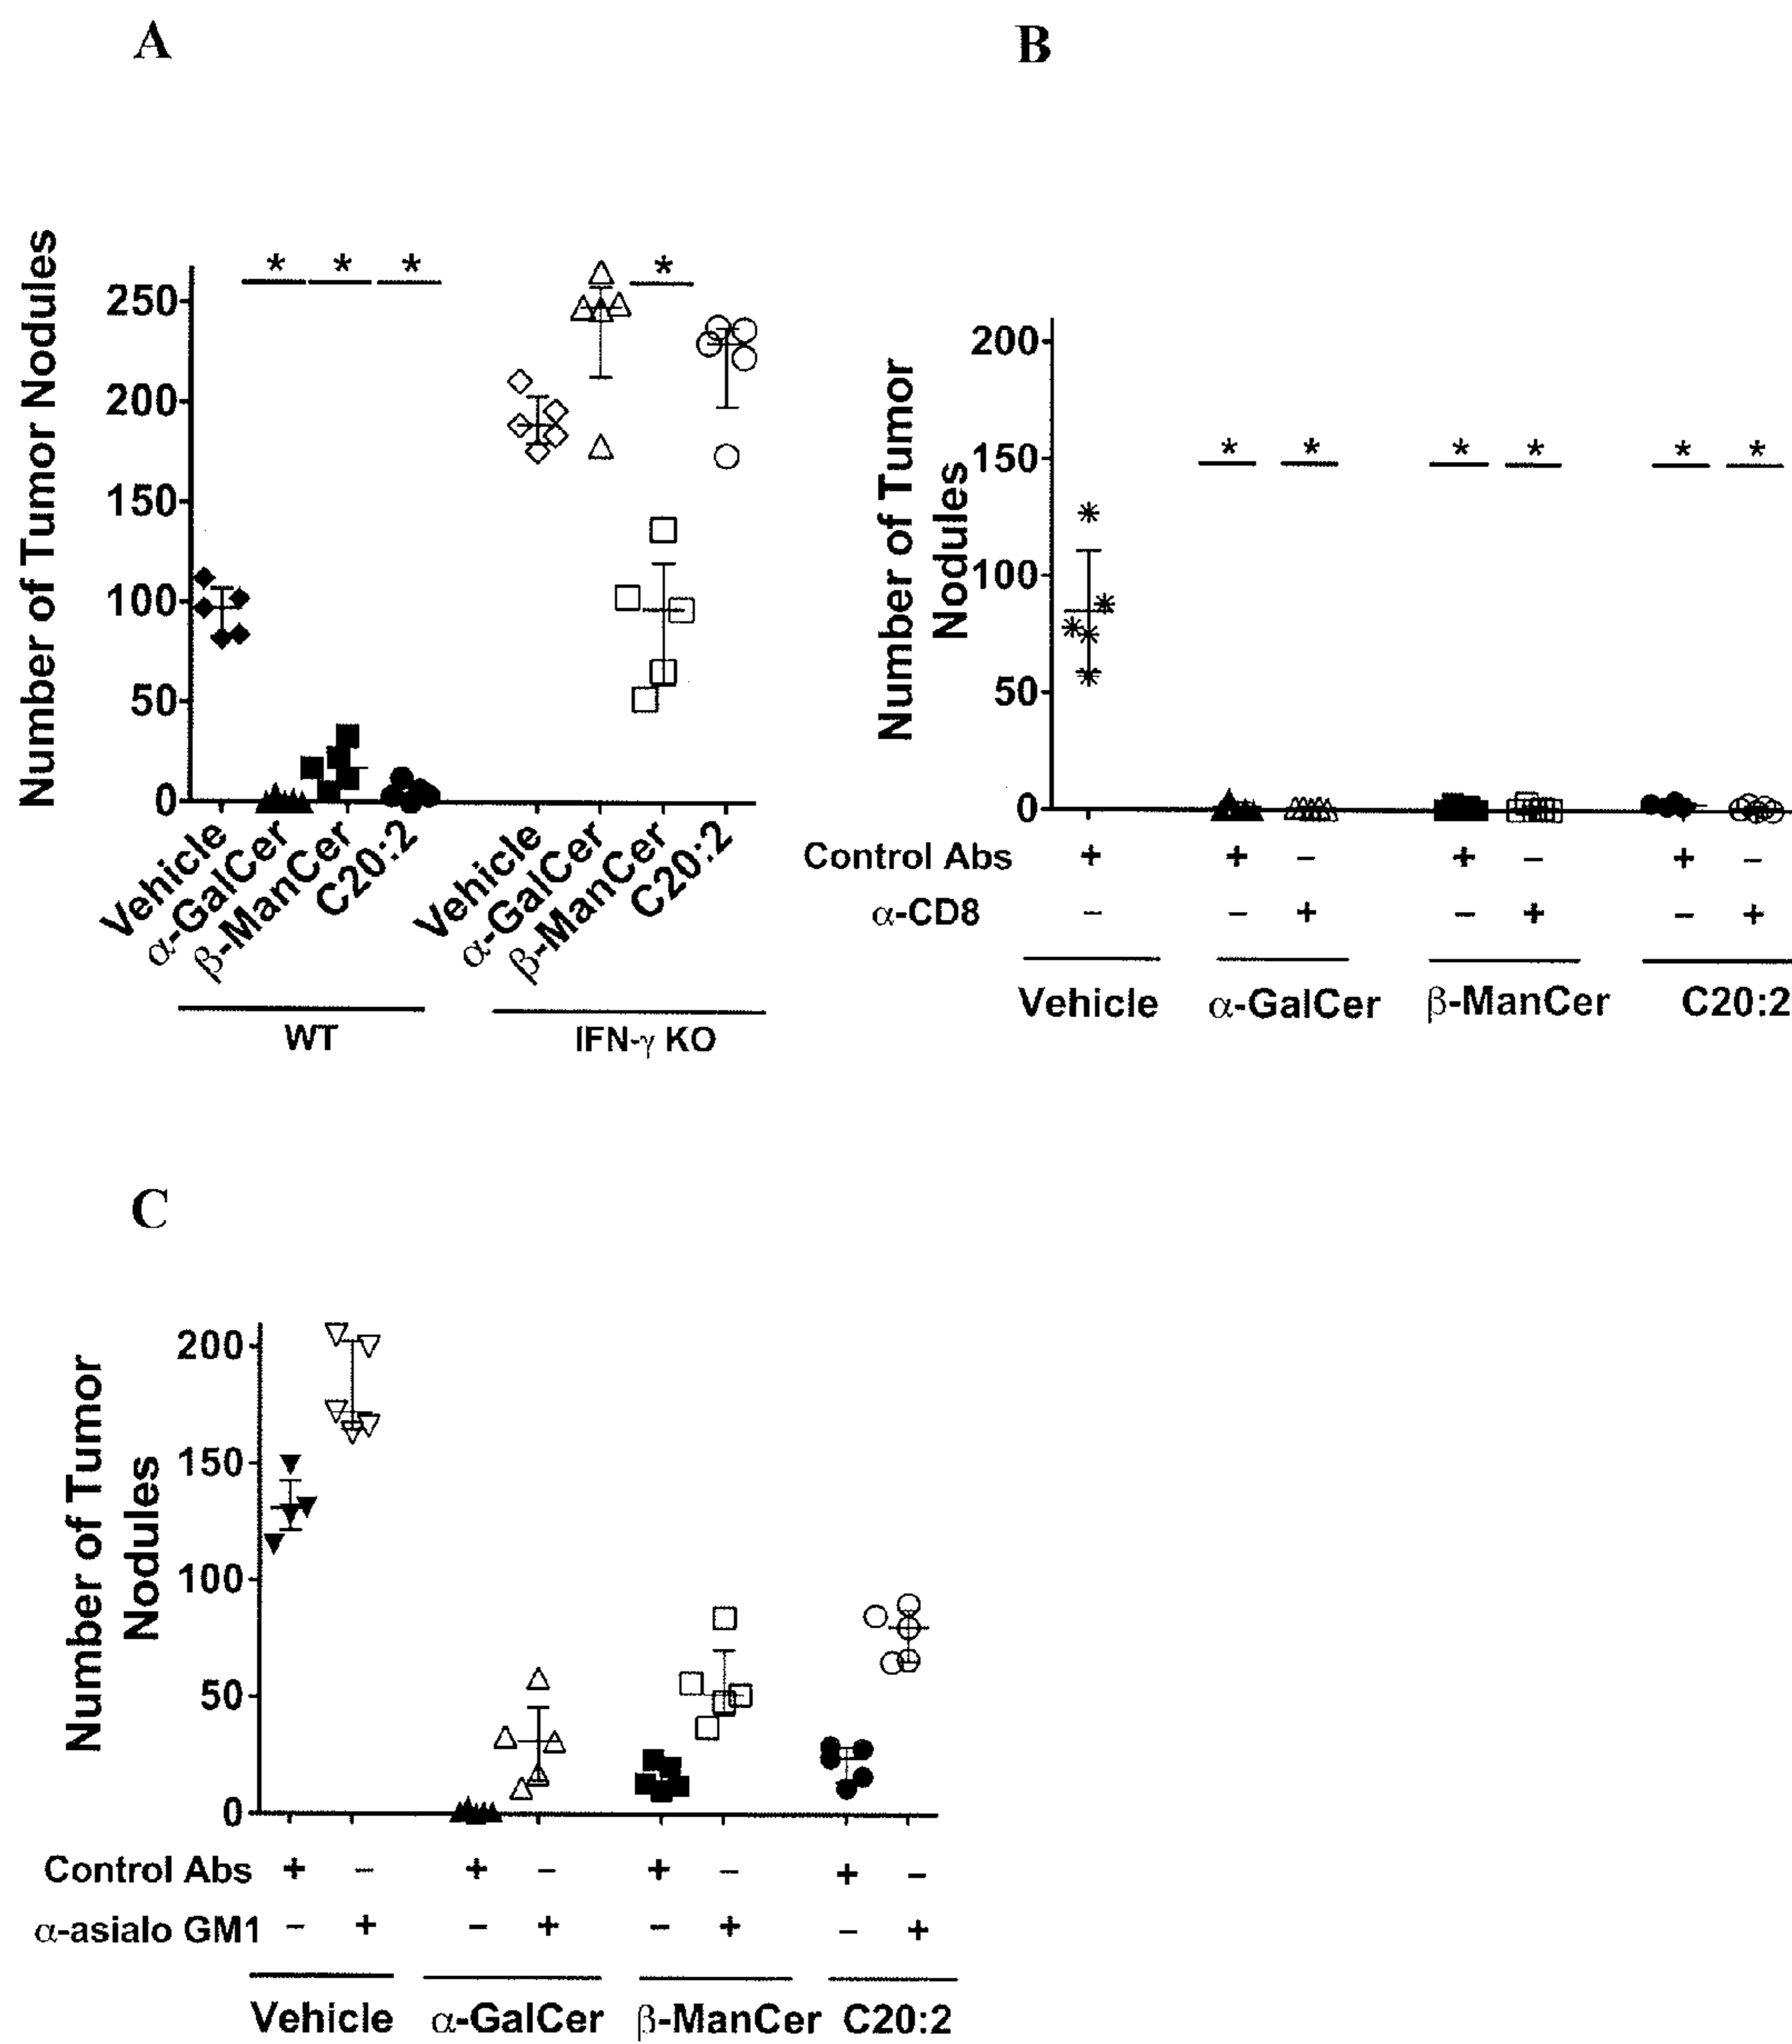 A
Number of Tumor Nodules
250
200
150
100
50
0
* * * *
Vehicle
α-GalCer
β-ManCer
C20:2
Vehicle
α-GalCer
β-ManCer
C20:2
WT
IFN-γ KO
B
Number of Tumor
Nodules
200
150
100
50
0
* * * * * *
Control Abs + + − + − + −
α-CD8 − − + − + − +
Vehicle α-GalCer β-ManCer C20:2
C
Number of Tumor
Nodules
200
150
100
50
0
Control Abs + − + − + − + −
α-asialo GM1 − + − + − + − +
Vehicle α-GalCer β-ManCer C20:2